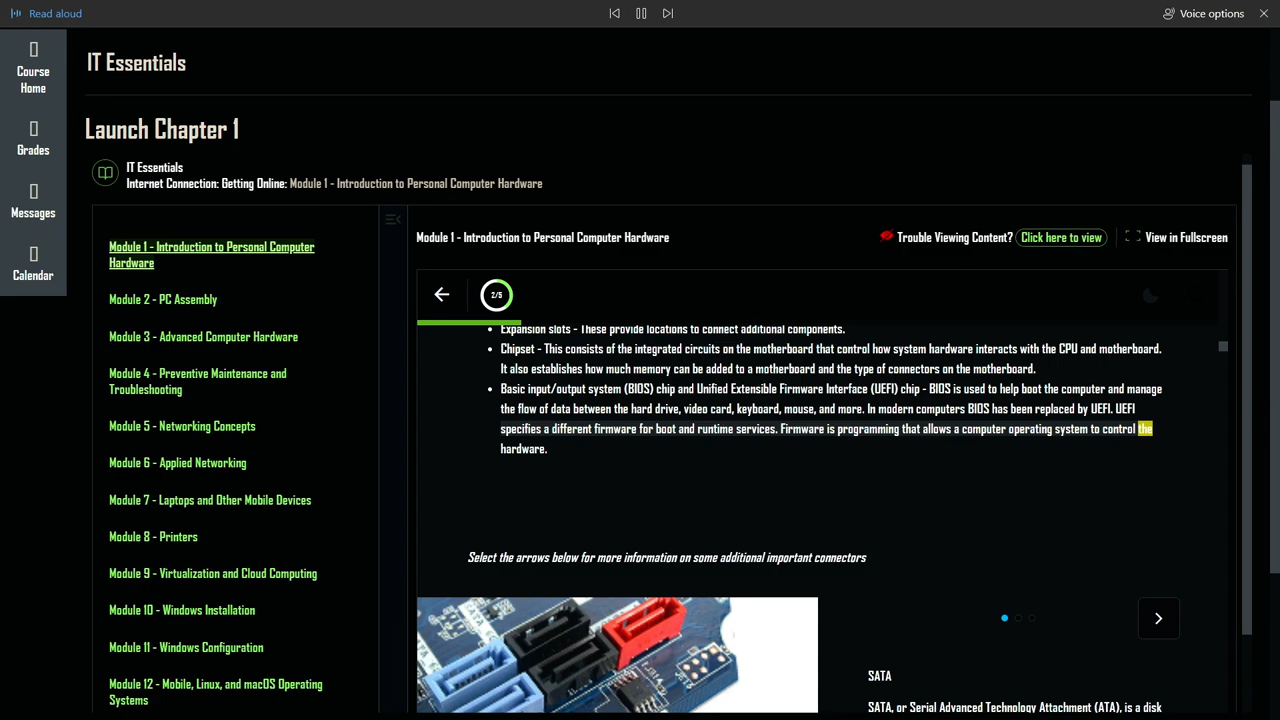 Read aloud
Voice options
Course
Home
Grades
Messages
Calendar
IT Essentials
Launch Chapter 1
IT Essentials
Internet Connection: Getting Online: Module 1 - Introduction to Personal Computer Hardware
Module 1 - Introduction to Personal Computer
Hardware
Module 2 - PC Assembly
Module 3 - Advanced Computer Hardware
Module 4 - Preventive Maintenance and
Troubleshooting
Module 5 - Networking Concepts
Module 6 - Applied Networking
Module 7 - Laptops and Other Mobile Devices
Module 8 - Printers
Module 9 - Virtualization and Cloud Computing
Module 10 - Windows Installation
Module 11 - Windows Configuration
Module 12 - Mobile, Linux, and macOS Operating
Systems
Module 1 - Introduction to Personal Computer Hardware
Trouble Viewing Content? Click here to view
View in Fullscreen
2/5
Expansion slots - These provide locations to connect additional components.
Chipset - This consists of the integrated circuits on the motherboard that control how system hardware interacts with the CPU and motherboard.
It also establishes how much memory can be added to a motherboard and the type of connectors on the motherboard.
Basic input/output system (BIOS) chip and Unified Extensible Firmware Interface (UEFI) chip - BIOS is used to help boot the computer and manage
the flow of data between the hard drive, video card, keyboard, mouse, and more. In modern computers BIOS has been replaced by UEFI. UEFI
specifies a different firmware for boot and runtime services. Firmware is programming that allows a computer operating system to control the
hardware.
Select the arrows below for more information on some additional important connectors
SATA
SATA, or Serial Advanced Technology Attachment (ATA), is a disk